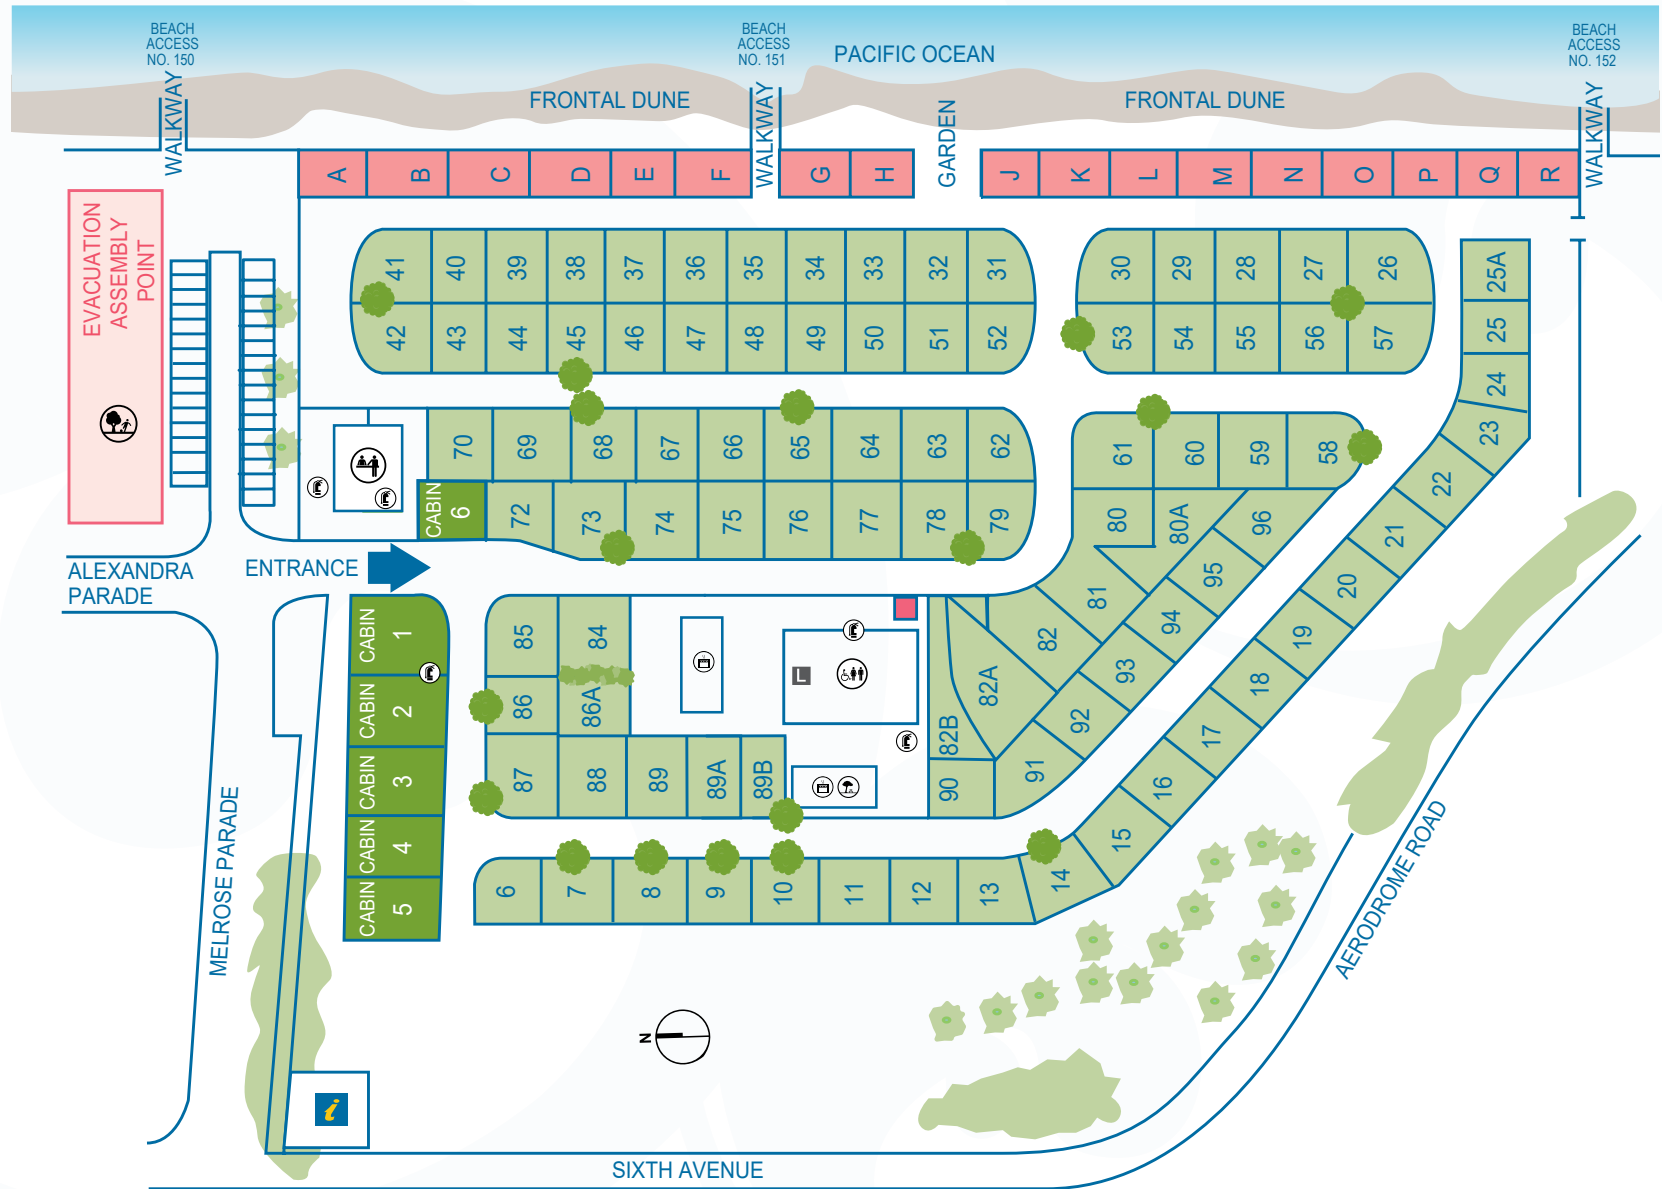 BEACH
ACCESS
NO. 150
BEACH
ACCESS
NO. 151
BEACH
ACCESS
NO. 152
PACIFIC OCEAN
FRONTAL DUNE
FRONTAL DUNE
WALKWAY
WALKWAY
GARDEN
WALKWAY
A
B
C
D
E
F
G
H
J
K
L
M
N
O
P
Q
R
EVACUATION
ASSEMBLY
POINT
41
40
39
38
37
36
35
34
33
32
31
30
29
28
27
26
25A
42
43
44
45
46
47
48
49
50
51
52
53
54
55
56
57
25
24
23
70
69
68
67
66
65
64
63
62
61
60
59
58
22
CABIN
6
72
73
74
75
76
77
78
79
80
80A
96
21
ENTRANCE
ALEXANDRA
PARADE
CABIN
1
CABIN
2
CABIN
3
CABIN
4
CABIN
5
85
84
86
86A
87
88
89
89A
89B
L
81
82
82A
82B
90
91
92
93
94
95
20
19
18
17
16
15
14
6
7
8
9
10
11
12
13
MELROSE PARADE
AERODROME ROAD
N
i
SIXTH AVENUE